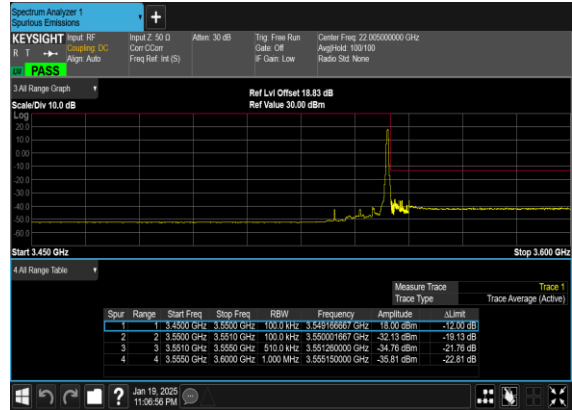 Spectrum Analyzer 1
Spurious Emissions
KEYSIGHT Input: RF Input Z: 50 Ω Atten: 30 dB Trig: Free Run Center Freq: 22.005000000 GHz
R T Coupling: DC Corr CCorr Gate: Off Avg|Hold: 100/100
Align: Auto Freq Ref: Int (S) IF Gain: Low Radio Std: None
PASS
3 All Range Graph
Ref Lvl Offset 18.83 dB
Scale/Div 10.0 dB Ref Value 30.00 dBm
Log
20.0
10.0
0.00
-10.0
-20.0
-30.0
-40.0
-50.0
-60.0
Start 3.450 GHz Stop 3.600 GHz
4 All Range Table
Measure Trace Trace 1
Trace Type Trace Average (Active)
Spur Range Start Freq Stop Freq RBW Frequency Amplitude ΔLimit
1 1 3.4500 GHz 3.5500 GHz 100.0 kHz 3.549166667 GHz 18.00 dBm -12.00 dB
2 2 3.5500 GHz 3.5510 GHz 100.0 kHz 3.550001667 GHz -32.13 dBm -19.13 dB
3 3 3.5510 GHz 3.5550 GHz 510.0 kHz 3.551260000 GHz -34.76 dBm -21.76 dB
4 4 3.5550 GHz 3.6000 GHz 1.000 MHz 3.555150000 GHz -35.81 dBm -22.81 dB
Jan 19, 2025
11:06:56 PM